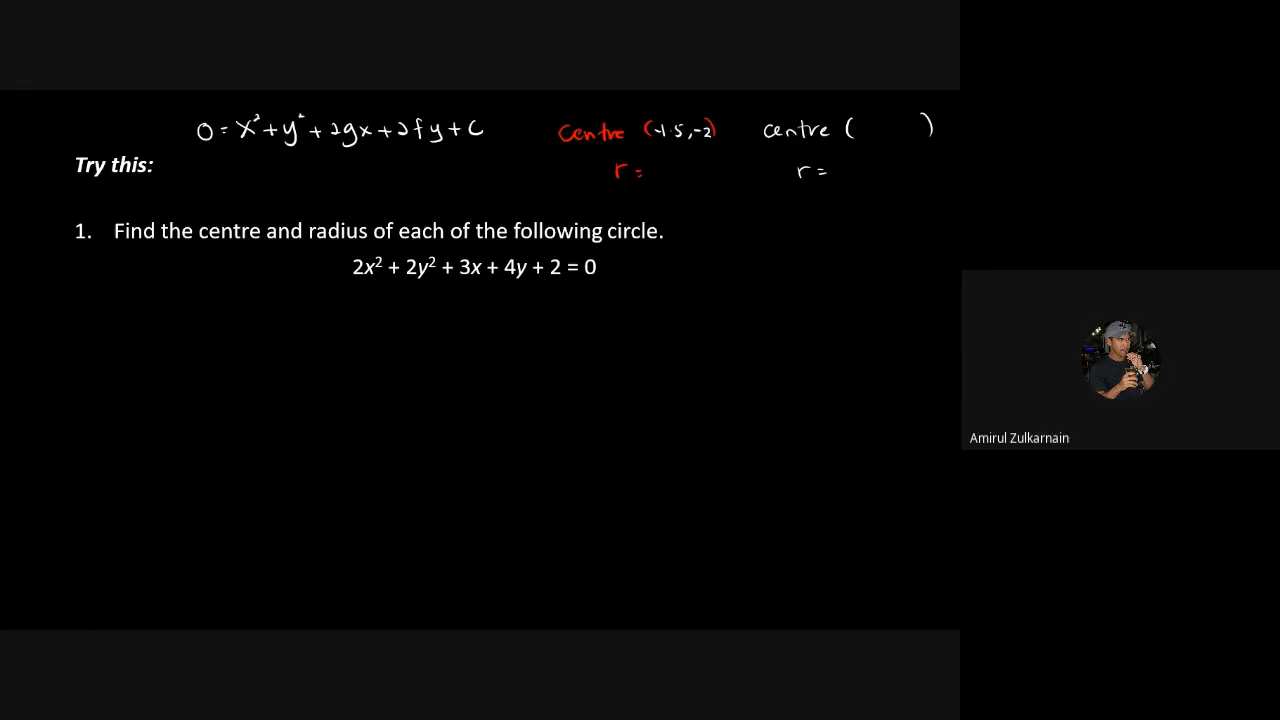 0 = x² + y² + 2gx + 2fy + c
centre (-1.5, -2)
centre ( )
r =
r =
Try this:
1. Find the centre and radius of each of the following circle.
2x² + 2y² + 3x + 4y + 2 = 0
Amirul Zulkarnain